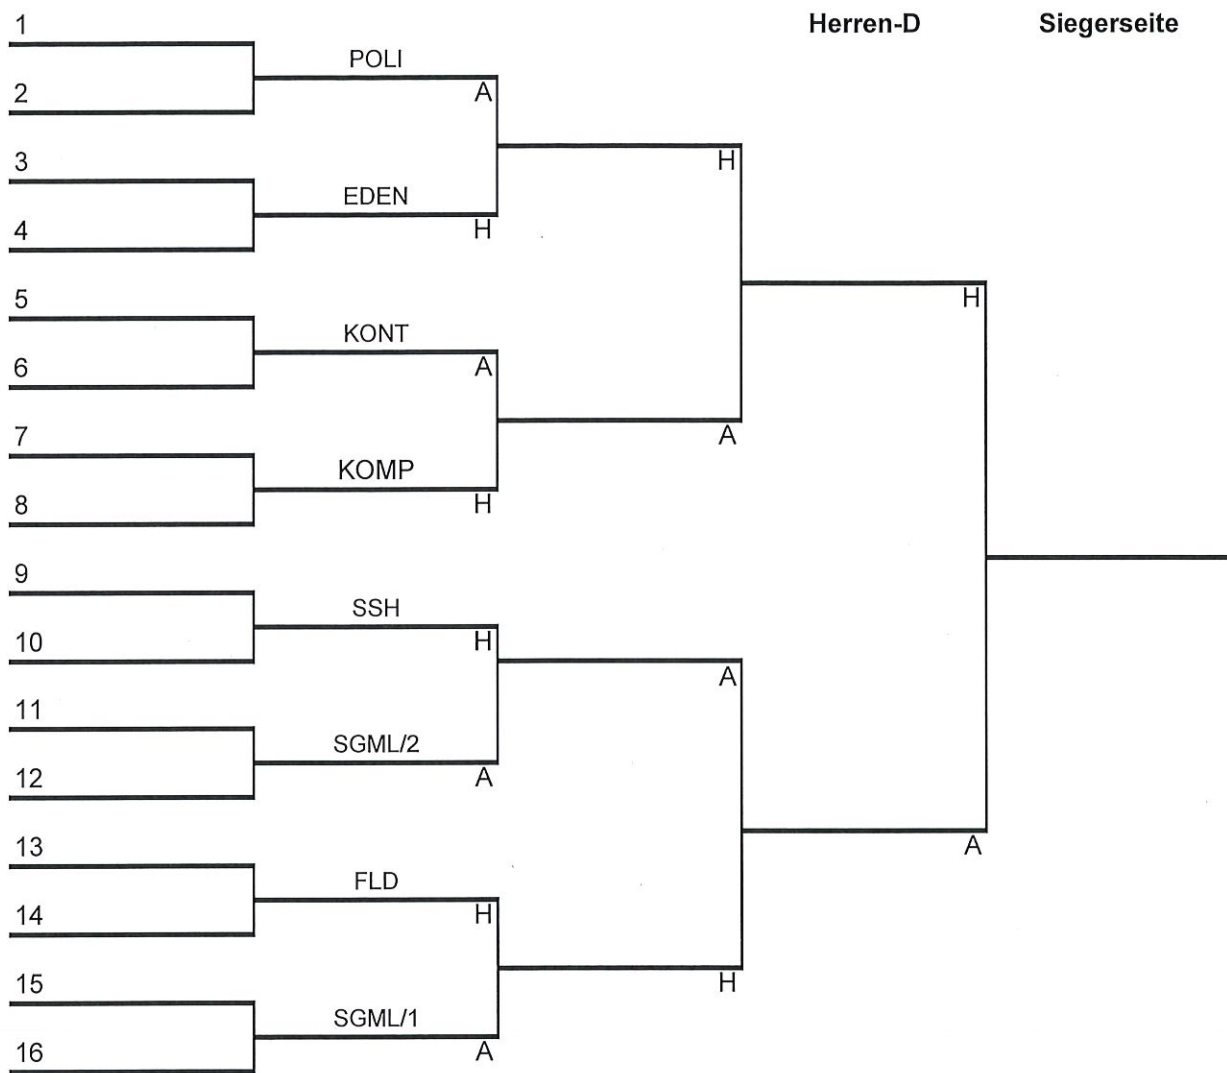 Herren-D Siegerseite
1
POLI
A
2
3
EDEN
H
4
H
5
KONT
A
6
7
KOMP
H
8
A
H
9
SSH
H
10
11
SGML/2
A
12
A
13
FLD
H
14
15
SGML/1
A
16
H
A